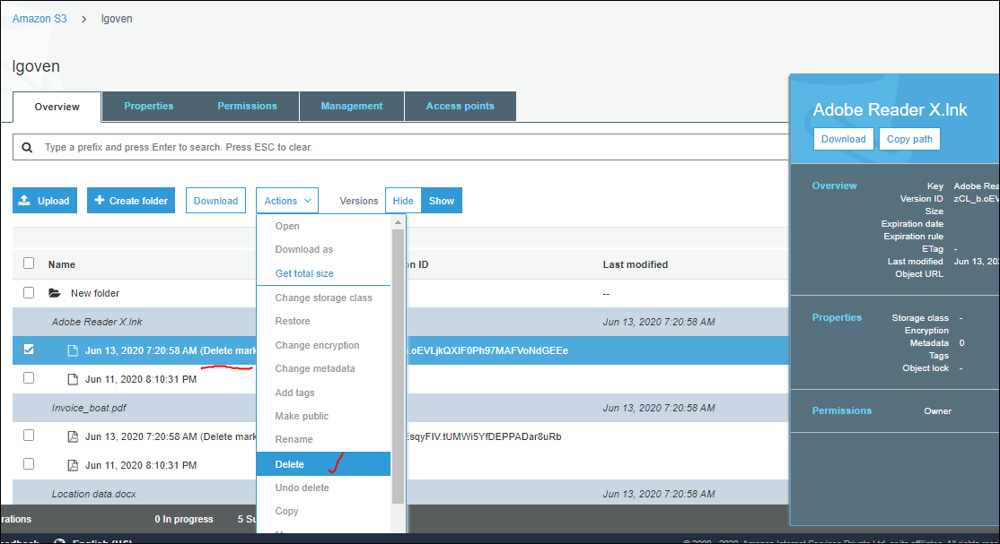 Amazon S3 > lgoven
lgoven
Overview Properties Permissions Management Access points
Type a prefix and press Enter to search. Press ESC to clear.
Upload Create folder Download Actions Versions Hide Show
Open
Download as
Get total size
Change storage class
Restore
Change encryption
Change metadata
Add tags
Make public
Rename
Delete
Undo delete
Copy
Name on ID Last modified
New folder --
Adobe Reader X.lnk Jun 13, 2020 7:20:58 AM
Jun 13, 2020 7:20:58 AM (Delete mark .oEVLjkQXIF0Ph97MAFVoNdGEEe
Jun 11, 2020 8:10:31 PM
Invoice_boat.pdf Jun 13, 2020 7:20:58 AM
Jun 13, 2020 7:20:58 AM (Delete mark EsqyFIV.tUMWi5YfDEPPADar8uRb
Jun 11, 2020 8:10:31 PM
Location data.docx Jun 13, 2020 7:20:58 AM
rations 0 In progress 5 Su
English (US)
Adobe Reader X.lnk
Download Copy path
Overview
Key Adobe Rea
Version ID zCL_b.oEV
Size
Expiration date
Expiration rule
ETag -
Last modified Jun 13, 202
Object URL
Properties
Storage class -
Encryption
Metadata 0
Tags
Object lock -
Permissions
Owner